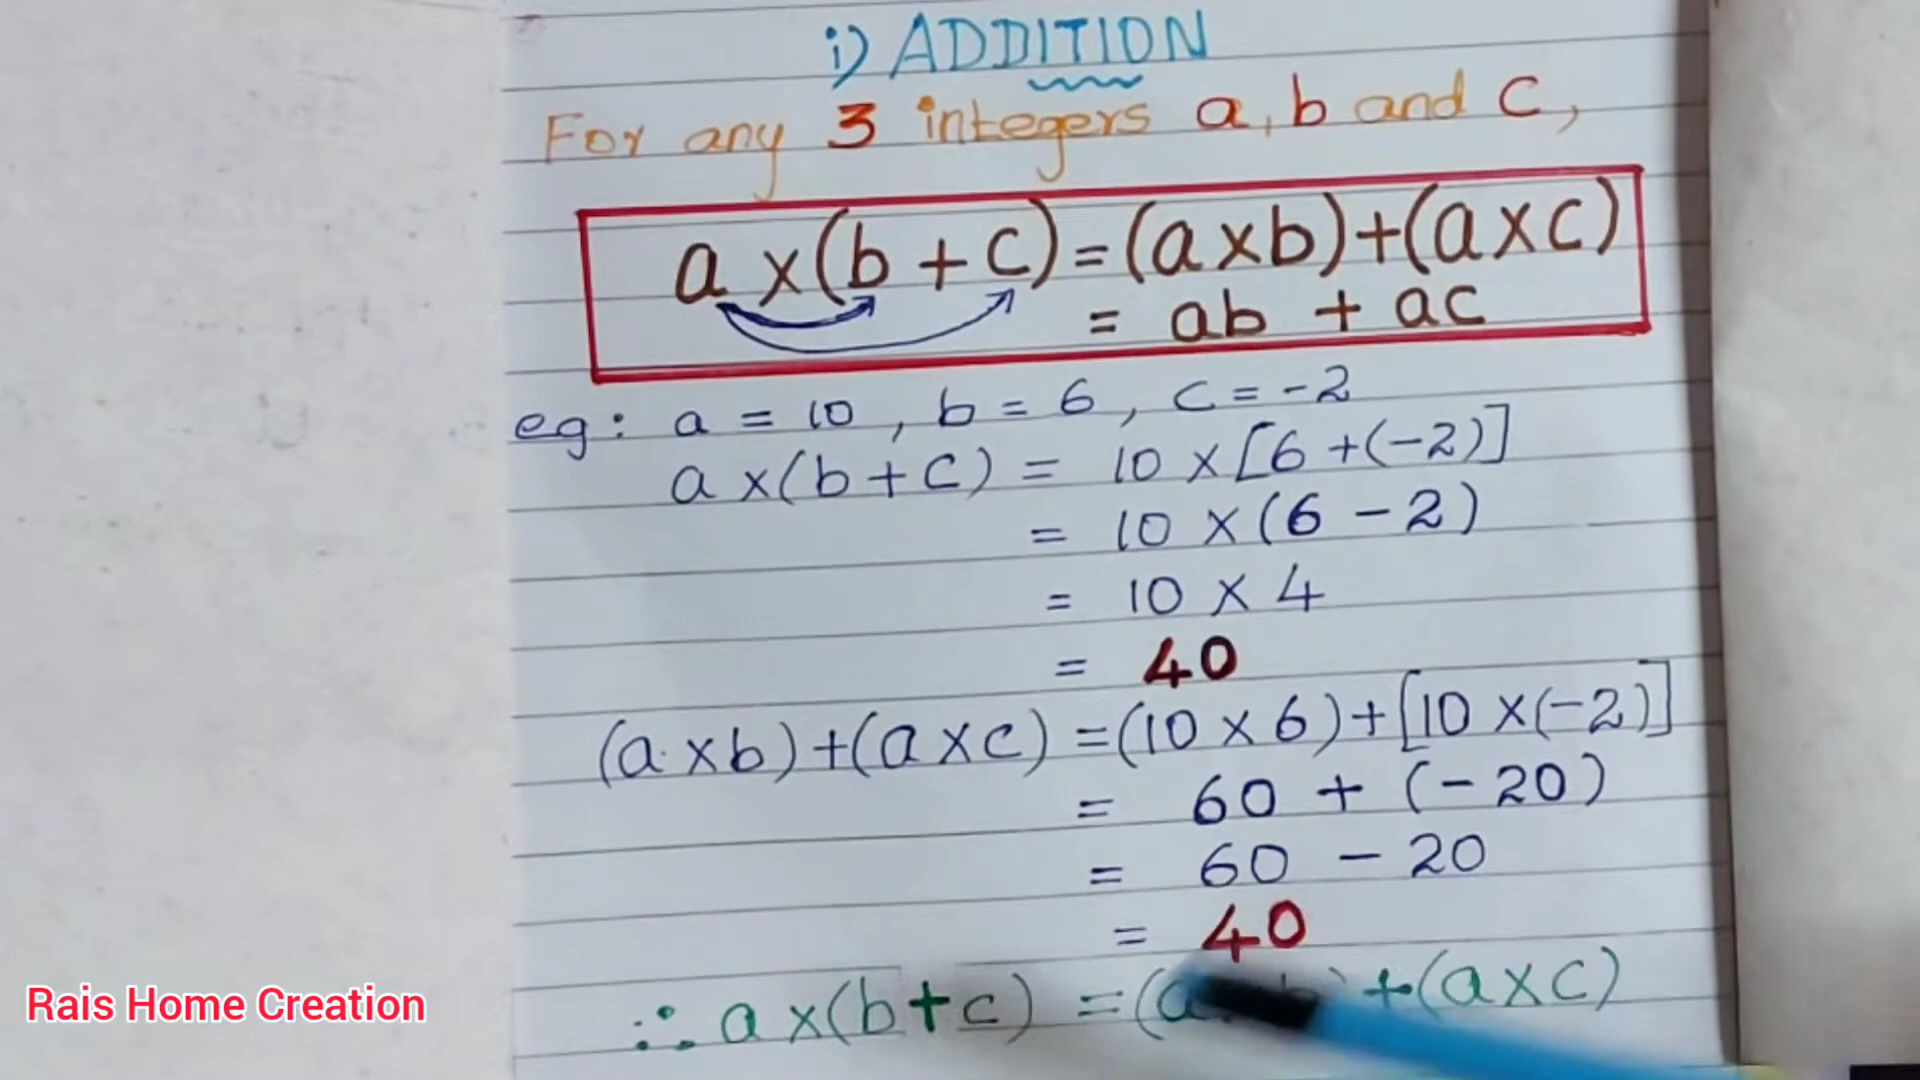 i) ADDITION
For any 3 integers a, b and c,
a x (b + c) = (a x b) + (a x c)
= ab + ac
eg: a = 10, b = 6, c = -2
a x (b + c) = 10 x [6 + (-2)]
= 10 x (6 - 2)
= 10 x 4
= 40
(a x b) + (a x c) = (10 x 6) + [10 x (-2)]
= 60 + (-20)
= 60 - 20
= 40
∴ a x (b + c) = (a b) + (a x c)
Rais Home Creation